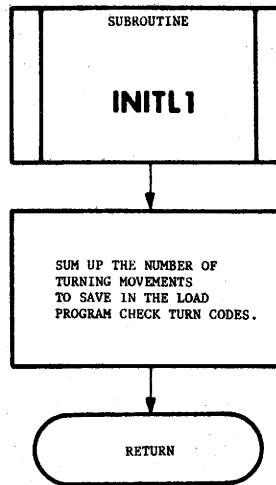 SUBROUTINE
INITL1
SUM UP THE NUMBER OF
TURNING MOVEMENTS
TO SAVE IN THE LOAD
PROGRAM CHECK TURN CODES.
RETURN